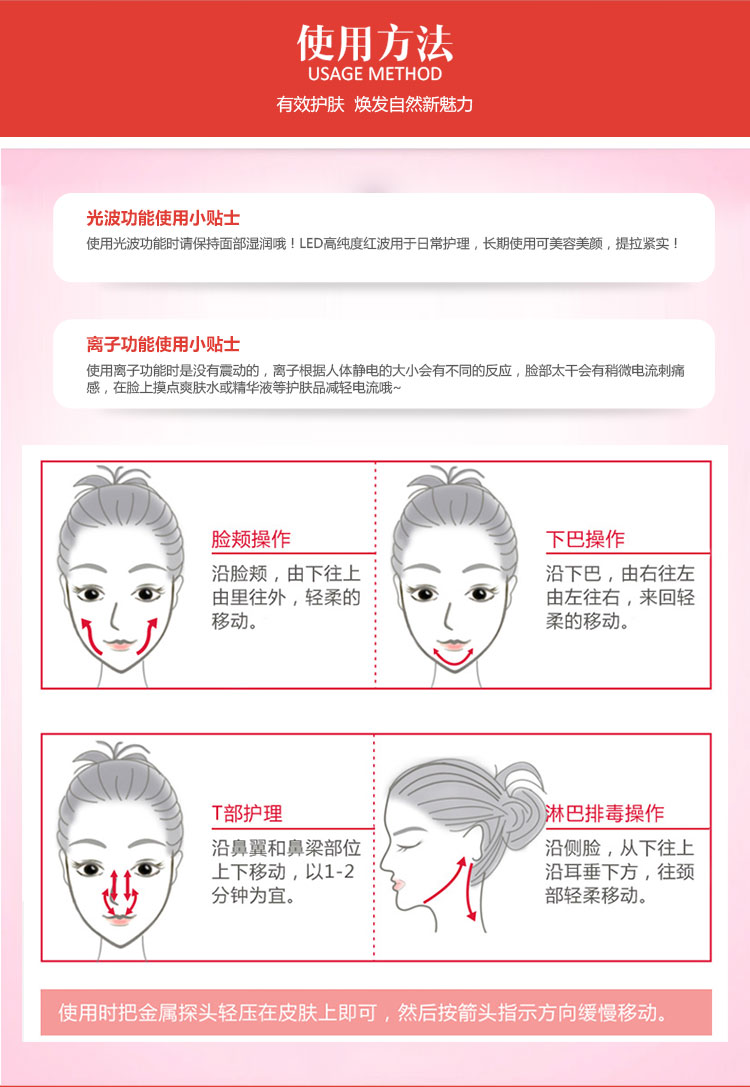 使用方法
USAGE METHOD
有效护肤 焕发自然新魅力
光波功能使用小贴士
使用光波功能时请保持面部湿润哦！LED高纯度红波用于日常护理，长期使用可美容美颜，提拉紧实！
离子功能使用小贴士
使用离子功能时是没有震动的，离子根据人体静电的大小会有不同的反应，脸部太干会有稍微电流刺痛
感，在脸上摸点爽肤水或精华液等护肤品减轻电流哦~
脸颊操作
沿脸颊，由下往上
由里往外，轻柔的
移动。
下巴操作
沿下巴，由右往左
由左往右，来回轻
柔的移动。
T部护理
沿鼻翼和鼻梁部位
上下移动，以1-2
分钟为宜。
淋巴排毒操作
沿侧脸，从下往上
沿耳垂下方，往颈
部轻柔移动。
使用时把金属探头轻压在皮肤上即可，然后按箭头指示方向缓慢移动。